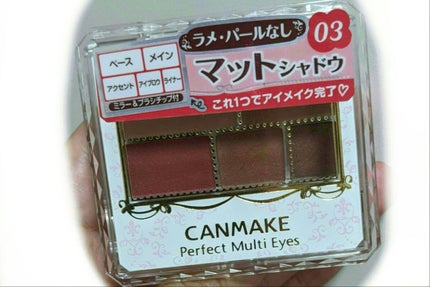 ラメ・パールなし
03
ベース メイン
アクセント アイブロウ ライナー
ミラー&ブラシチップ付
マットシャドウ
これ1つでアイメイク完了♡
CANMAKE
Perfect Multi Eyes